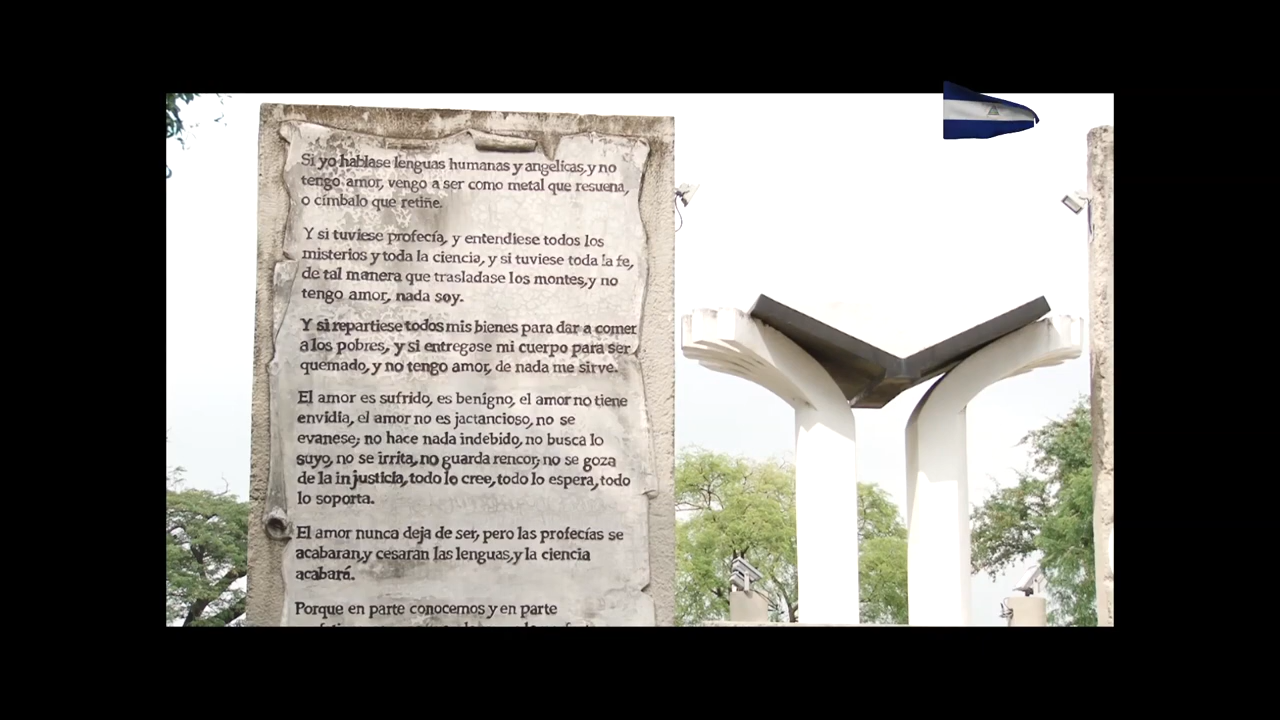 Si yo hablase lenguas humanas y angelicas, y no
tengo amor, vengo a ser como metal que resuena,
o címbalo que retiñe.
Y si tuviese profecía, y entendiese todos los
misterios y toda la ciencia, y si tuviese toda la fe,
de tal manera que trasladase los montes, y no
tengo amor, nada soy.
Y si repartiese todos mis bienes para dar a comer
a los pobres, y si entregase mi cuerpo para ser
quemado, y no tengo amor, de nada me sirve.
El amor es sufrido, es benigno, el amor no tiene
envidia, el amor no es jactancioso, no se
evanese; no hace nada indebido, no busca lo
suyo, no se irrita, no guarda rencor; no se goza
de la injusticia, todo lo cree, todo lo espera, todo
lo soporta.
El amor nunca deja de ser, pero las profecías se
acabaran, y cesaran las lenguas, y la ciencia
acabará.
Porque en parte conocemos y en parte